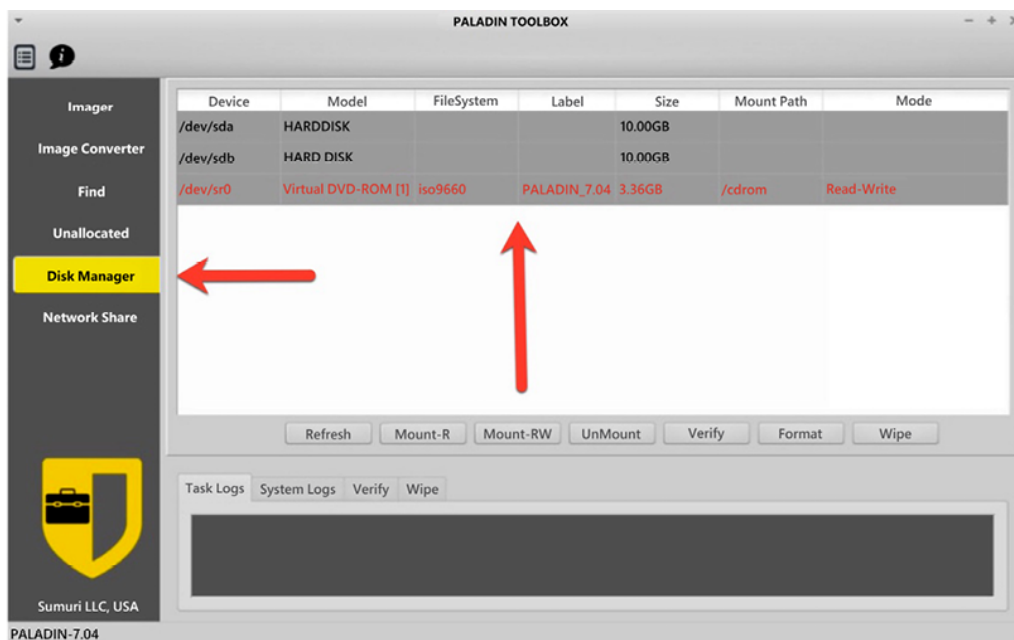 PALADIN TOOLBOX
Imager
Image Converter
Find
Unallocated
Disk Manager
Network Share
Device Model FileSystem Label Size Mount Path Mode
/dev/sda HARDDISK 10.00GB
/dev/sdb HARD DISK 10.00GB
/dev/sr0 Virtual DVD-ROM [1] iso9660 PALADIN_7.04 3.36GB /cdrom Read-Write
Refresh Mount-R Mount-RW UnMount Verify Format Wipe
Task Logs System Logs Verify Wipe
Sumuri LLC, USA
PALADIN-7.04